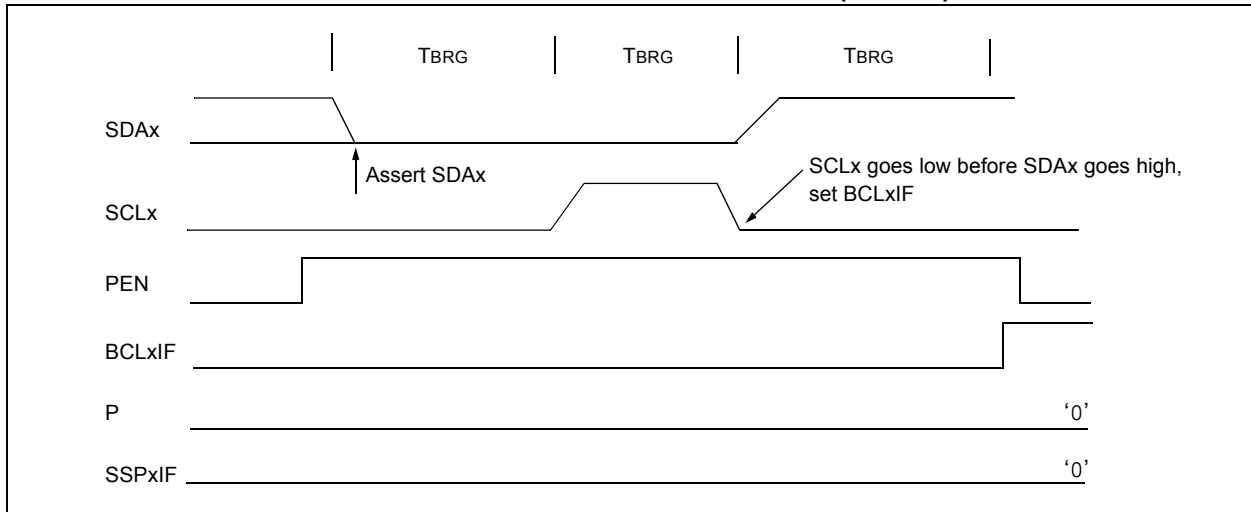 TBRG TBRG TBRG
SDAx
Assert SDAx
SCLx goes low before SDAx goes high,
set BCLxIF
SCLx
PEN
BCLxIF
P
‘0’
SSPxIF
‘0’